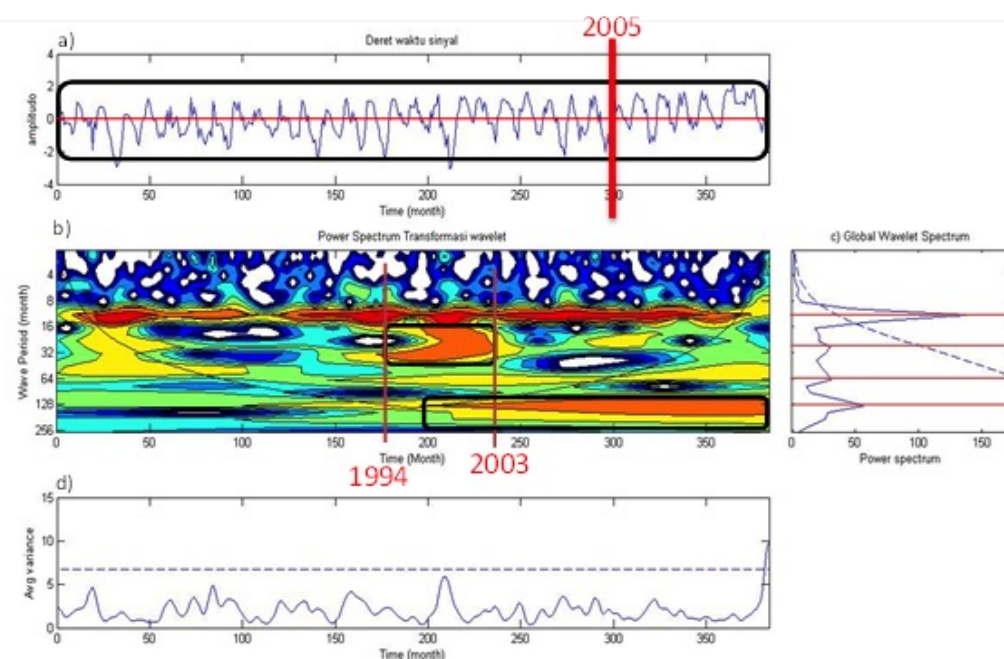 2005
a)
Deret waktu sinyal
4
2
0
-2
-4
amplitudo
0 50 100 150 200 250 300 350
Time (month)
b)
Power Spectrum Transformasi wavelet
c) Global Wavelet Spectrum
4
8
16
32
64
128
256
Wave Period (month)
0 50 100 150 200 250 300 350
Time (Month)
0 50 100 150
Power spectrum
1994
2003
d)
15
10
5
0
Avg variance
0 50 100 150 200 250 300 350
Time (month)